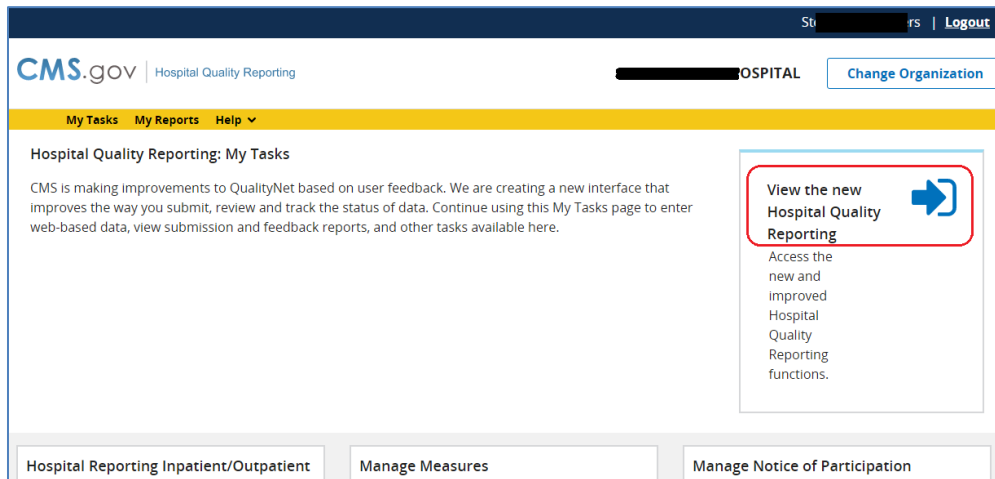 | Logout
CMS.gov | Hospital Quality Reporting
OSPITAL
Change Organization
My Tasks My Reports Help
Hospital Quality Reporting: My Tasks
CMS is making improvements to QualityNet based on user feedback. We are creating a new interface that
improves the way you submit, review and track the status of data. Continue using this My Tasks page to enter
web-based data, view submission and feedback reports, and other tasks available here.
View the new
Hospital Quality
Reporting
Access the
new and
improved
Hospital
Quality
Reporting
functions.
Hospital Reporting Inpatient/Outpatient
Manage Measures
Manage Notice of Participation